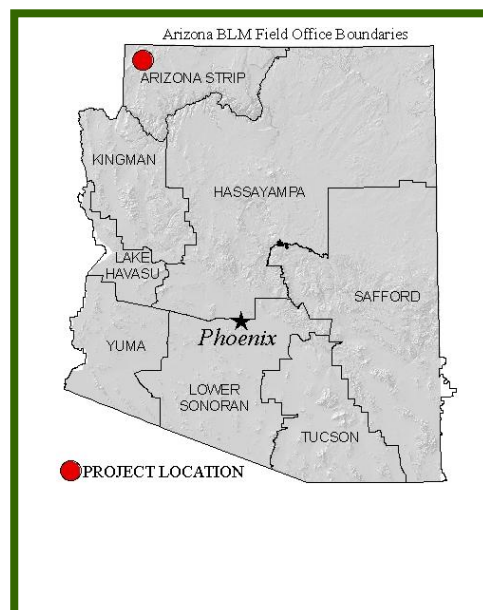 Arizona BLM Field Office Boundaries
ARIZONA STRIP
KINGMAN
HASSAYAMPA
LAKE
HAVASU
SAFFORD
Phoenix
YUMA
LOWER
SONORAN
TUCSON
PROJECT LOCATION